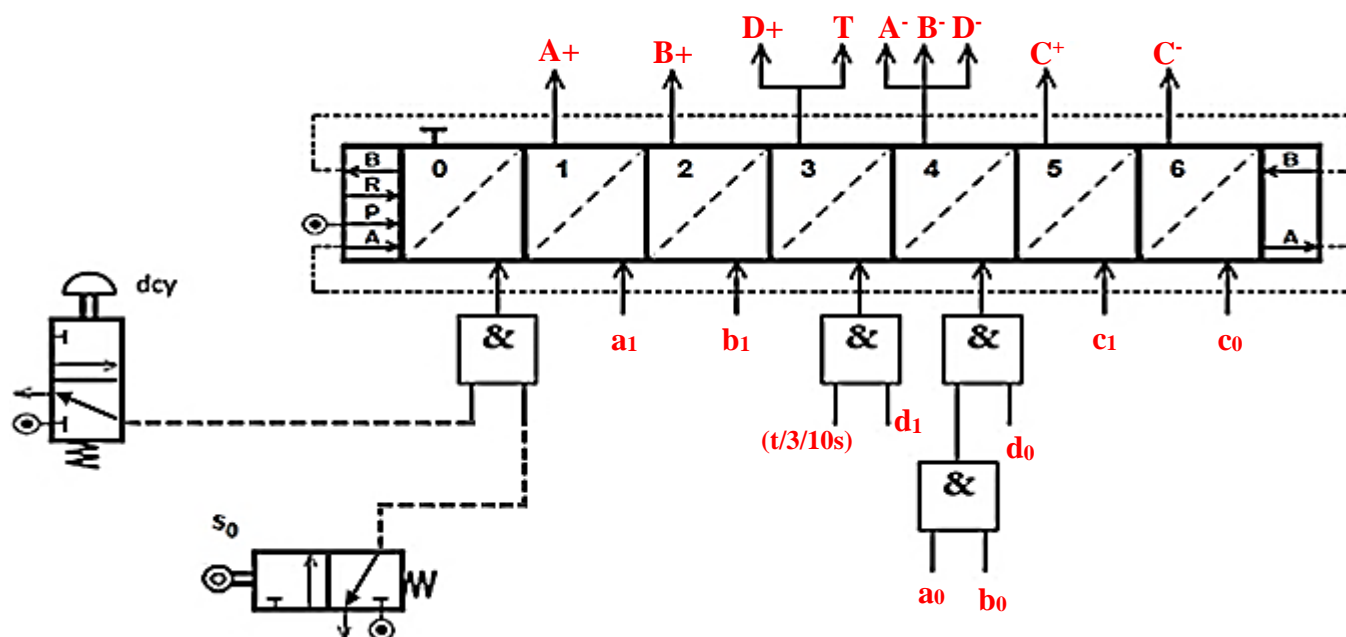 D+ T A⁻ B⁻ D⁻
A+ B+ C⁺ C⁻
B 0 1 2 3 4 5 6 B
R
P
A A
dcy
& & &
a₁ b₁ c₁ c₀
(t/3/10s) d₁ d₀
&
s₀
a₀ b₀